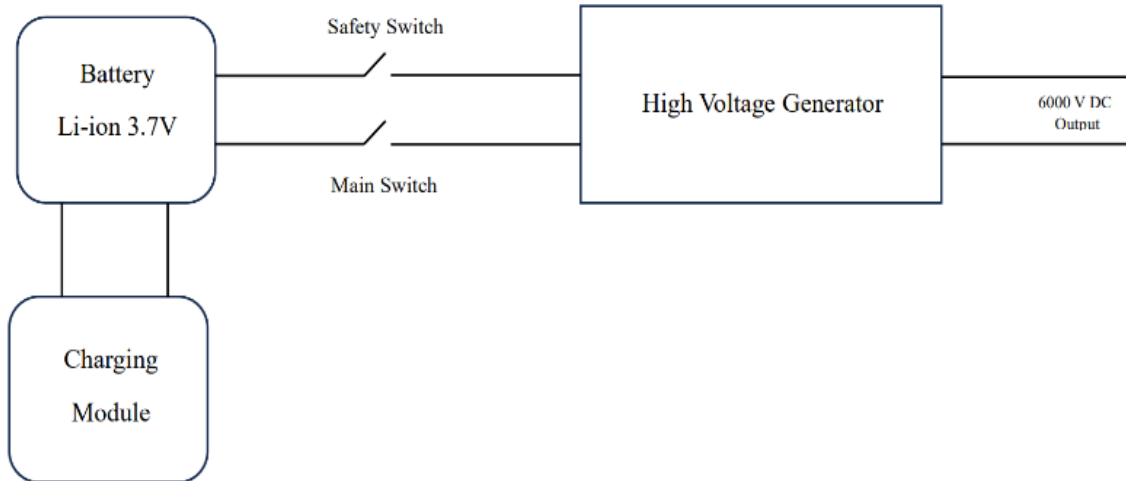 Battery
Li-ion 3.7V
Safety Switch
Main Switch
High Voltage Generator
6000 V DC
Output
Charging
Module